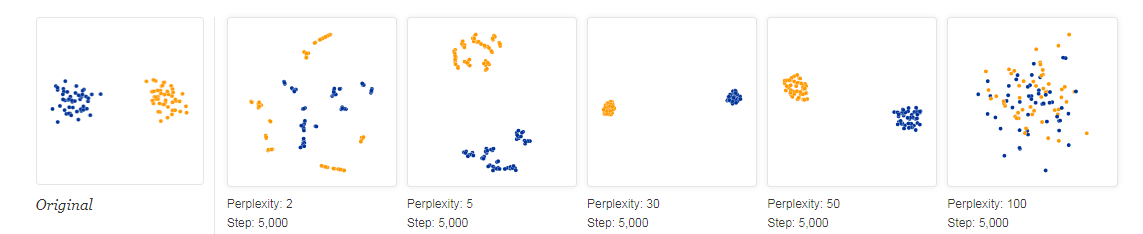 Original
Perplexity: 2
Step: 5,000
Perplexity: 5
Step: 5,000
Perplexity: 30
Step: 5,000
Perplexity: 50
Step: 5,000
Perplexity: 100
Step: 5,000